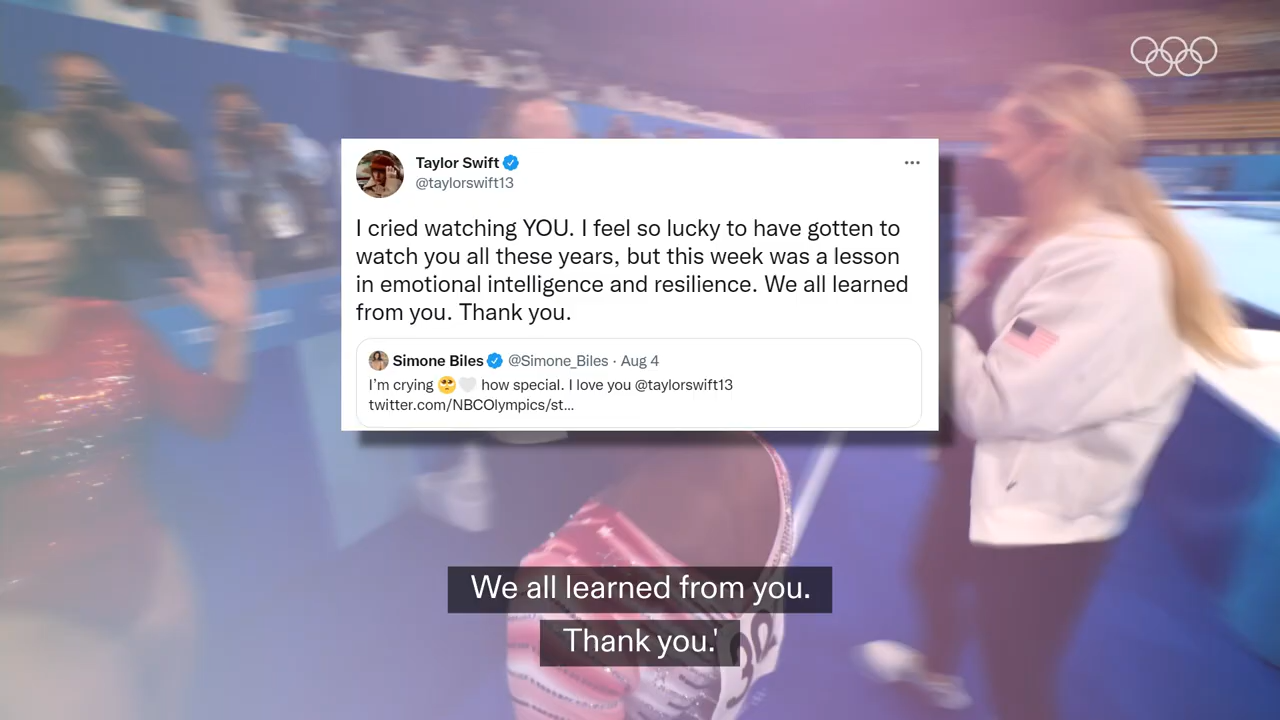 Taylor Swift
@taylorswift13
I cried watching YOU. I feel so lucky to have gotten to
watch you all these years, but this week was a lesson
in emotional intelligence and resilience. We all learned
from you. Thank you.
Simone Biles @Simone_Biles · Aug 4
I'm crying 🥺🤍 how special. I love you @taylorswift13
twitter.com/NBCOlympics/st...
We all learned from you.
Thank you.'